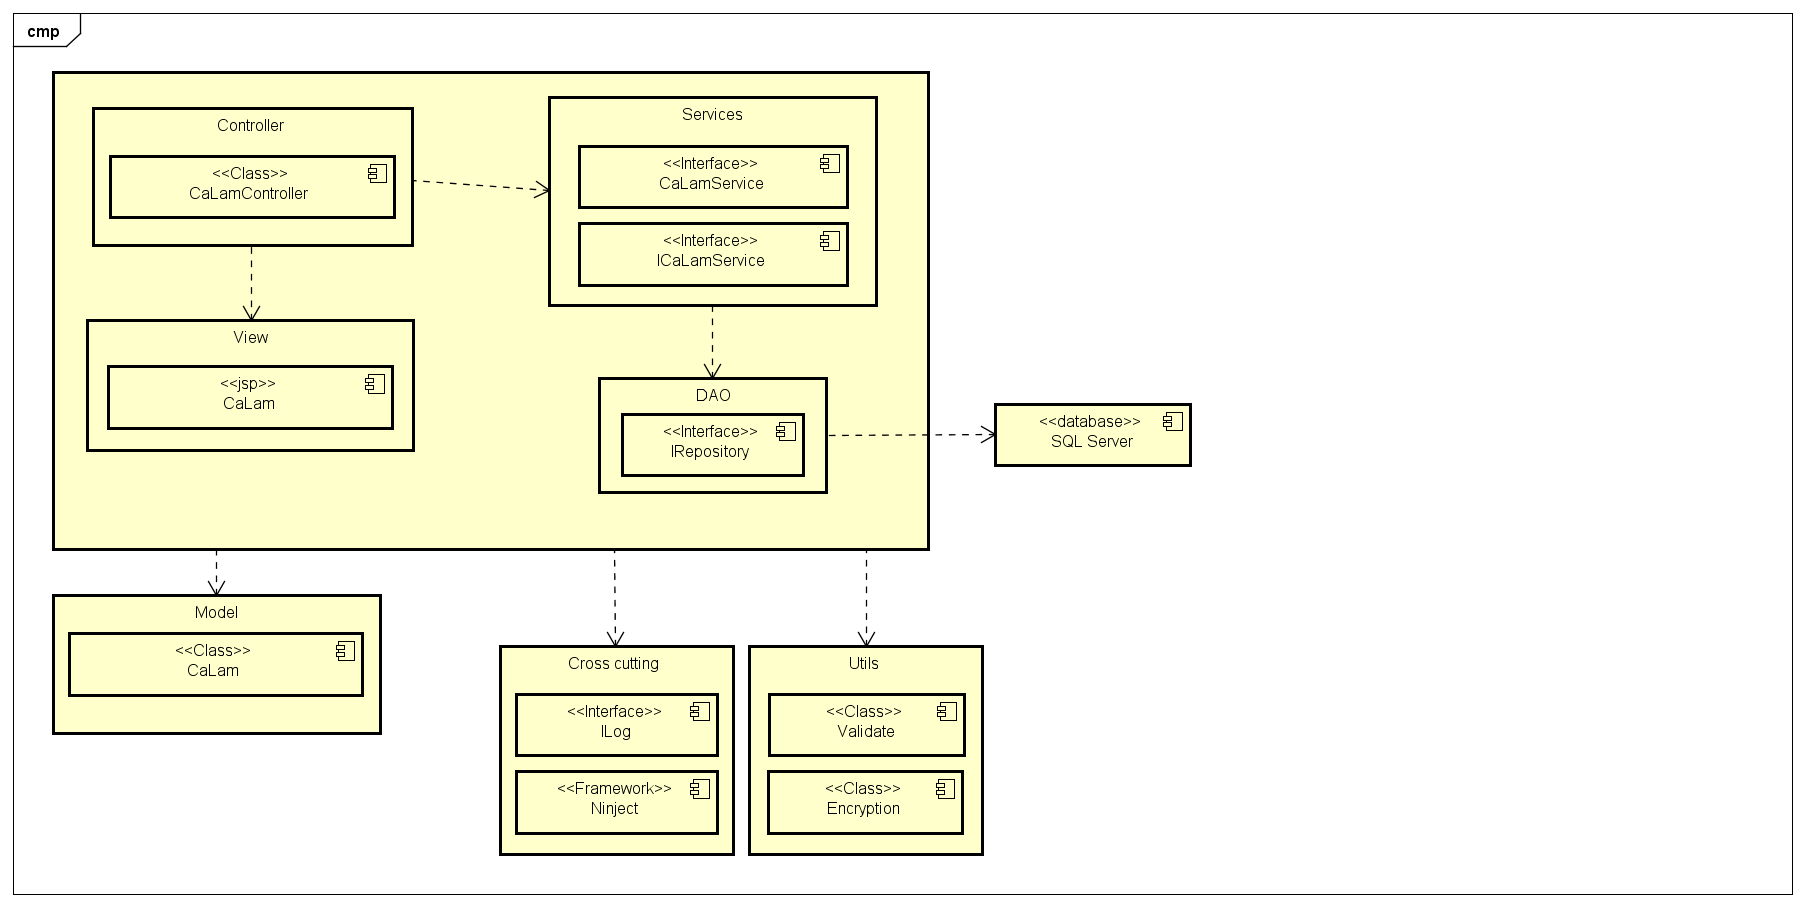 cmp
Controller
<<Class>>
CaLamController
Services
<<Interface>>
CaLamService
<<Interface>>
ICaLamService
View
<<jsp>>
CaLam
DAO
<<Interface>>
IRepository
<<database>>
SQL Server
Model
<<Class>>
CaLam
Cross cutting
<<Interface>>
ILog
<<Framework>>
Ninject
Utils
<<Class>>
Validate
<<Class>>
Encryption